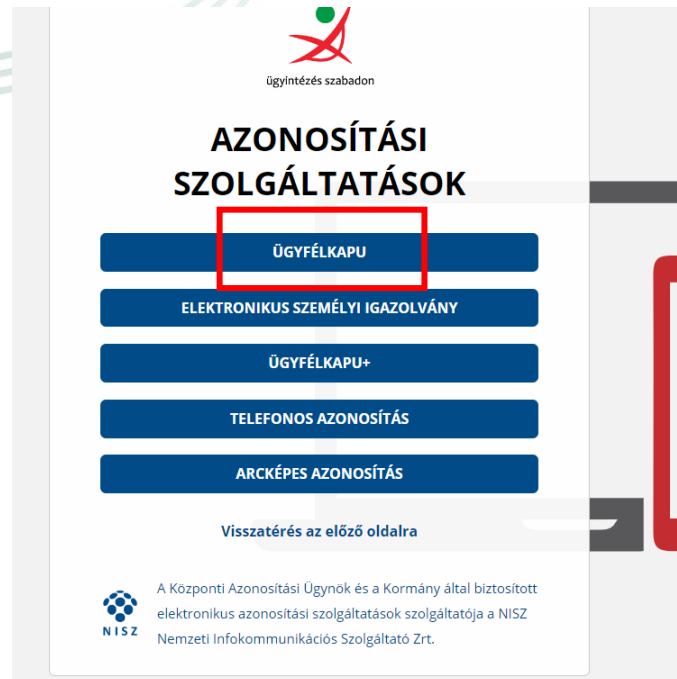 ügyintézés szabadon
AZONOSÍTÁSI
SZOLGÁLTATÁSOK
ÜGYFÉLKAPU
ELEKTRONIKUS SZEMÉLYI IGAZOLVÁNY
ÜGYFÉLKAPU+
TELEFONOS AZONOSÍTÁS
ARCKÉPES AZONOSÍTÁS
Visszatérés az előző oldalra
A Központi Azonosítási Ügynök és a Kormány által biztosított
elektronikus azonosítási szolgáltatások szolgáltatója a NISZ
Nemzeti Infokommunikációs Szolgáltató Zrt.
NISZ